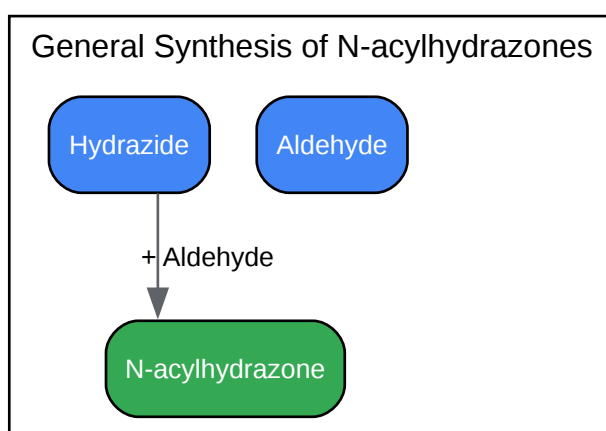 General Synthesis of N-acylhydrazones
Hydrazide
Aldehyde
+ Aldehyde
N-acylhydrazone